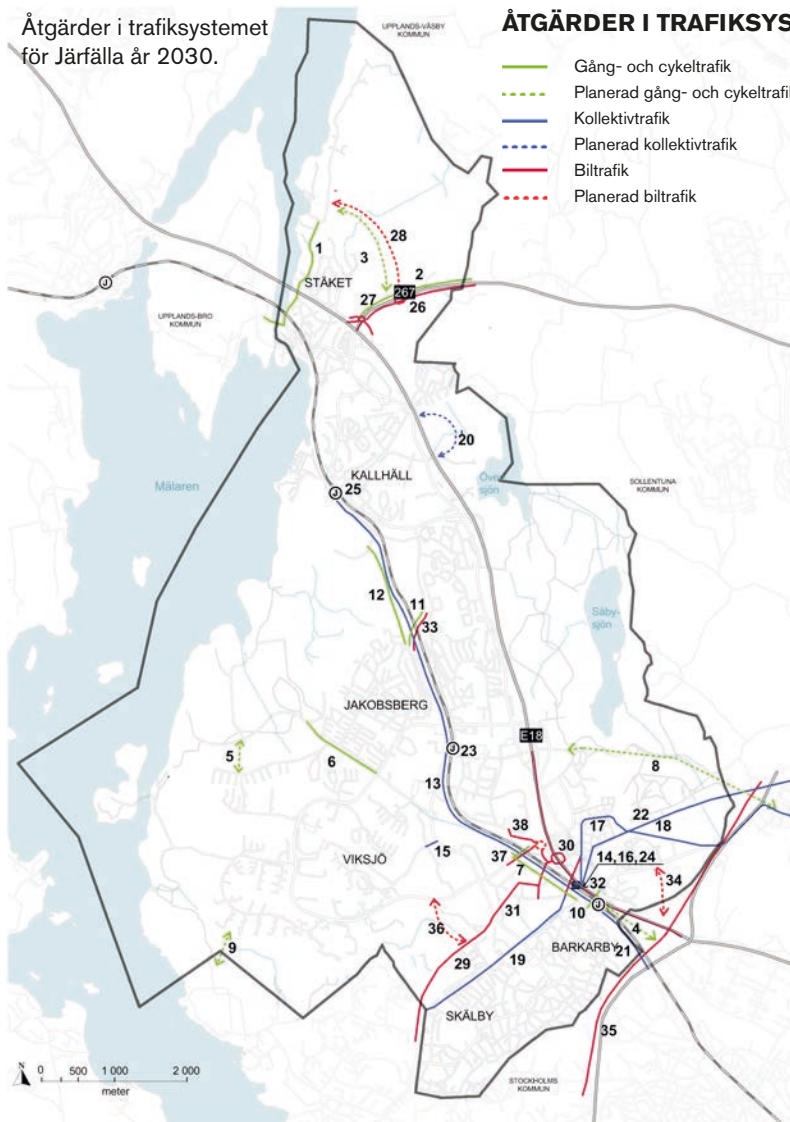 Åtgärder i trafiksystemet
för Järfälla år 2030.
ÅTGÄRDER I TRAFIKSYS
Gång- och cykeltrafik
Planerad gång- och cykeltrafik
Kollektivtrafik
Planerad kollektivtrafik
Biltrafik
Planerad biltrafik
UPPLANDS-VÄSBY
KOMMUN
1
28
3
STÄKET
2
J
267
27
26
UPPLANDS-BRO
KOMMUN
20
KALLHÄLL
Mälaren
J 25
Över
sjön
SOLLENTUNA
KOMMUN
12
11
33
Säby-
sjön
JAKOBSBERG
E18
J 23
5
6
8
13
22
38
17
18
30
15
37
VIKSJÖ
7
14, 16, 24
32
34
31
10
J
36
4
9
BARKARBY
21
29
19
SKÄLBY
35
N
0 500 1 000 2 000
meter
STOCKHOLMS
KOMMUN